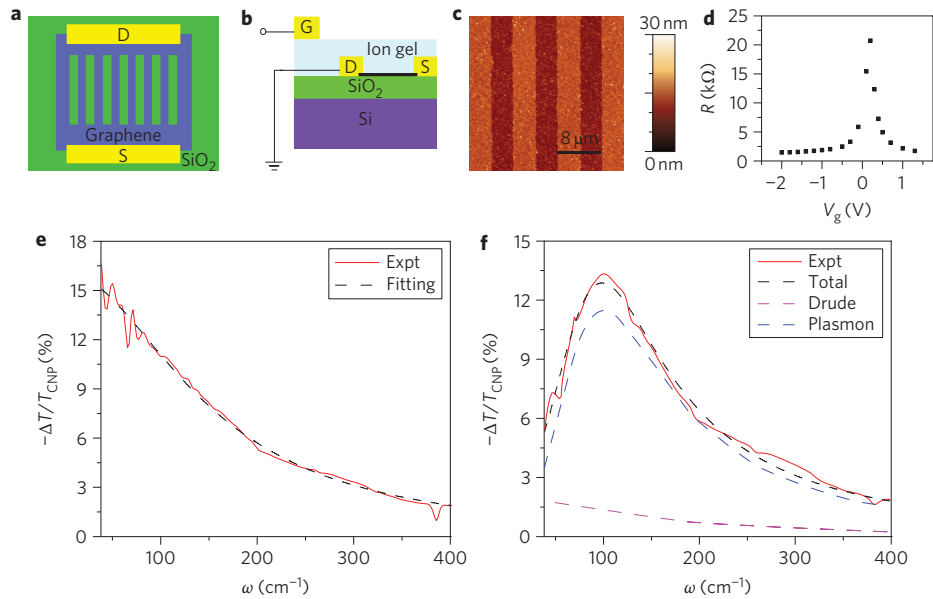 a
D
Graphene
S
SiO2
b
G
Ion gel
D
S
SiO2
Si
c
8 μm
30 nm
0 nm
d
R (kΩ)
25
20
15
10
5
0
−2 −1 0 1
Vg (V)
e
−ΔT/TCNP (%)
18
15
12
9
6
3
0
Expt
Fitting
100 200 300 400
ω (cm−1)
f
−ΔT/TCNP (%)
15
12
9
6
3
0
Expt
Total
Drude
Plasmon
100 200 300 400
ω (cm−1)